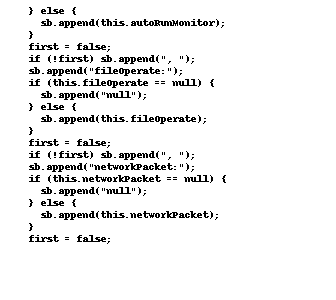 } else {
sb.append(this.autoRunMonitor);
}
first = false;
if (!first) sb.append(", ");
sb.append("fileOperate:");
if (this.fileOperate == null) {
sb.append("null");
} else {
sb.append(this.fileOperate);
}
first = false;
if (!first) sb.append(", ");
sb.append("networkPacket:");
if (this.networkPacket == null) {
sb.append("null");
} else {
sb.append(this.networkPacket);
}
first = false;